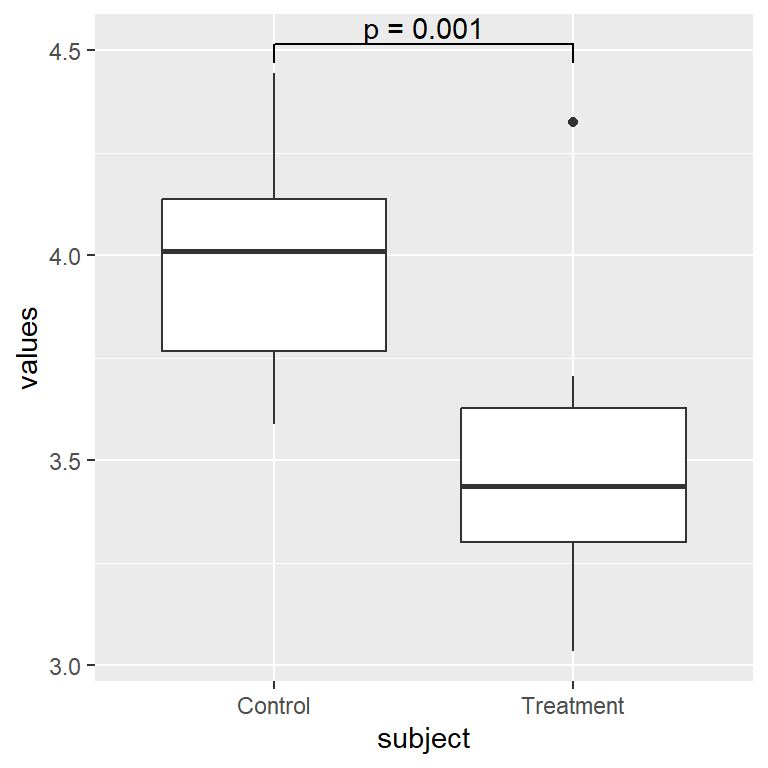 p = 0.001
4.5
4.0
3.5
3.0
values
Control
Treatment
subject